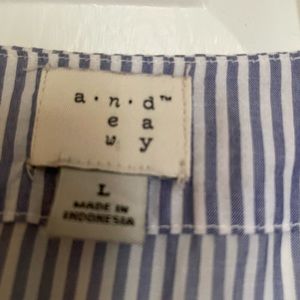 a · n · d™
e a
w y
L
MADE IN
INDONESIA